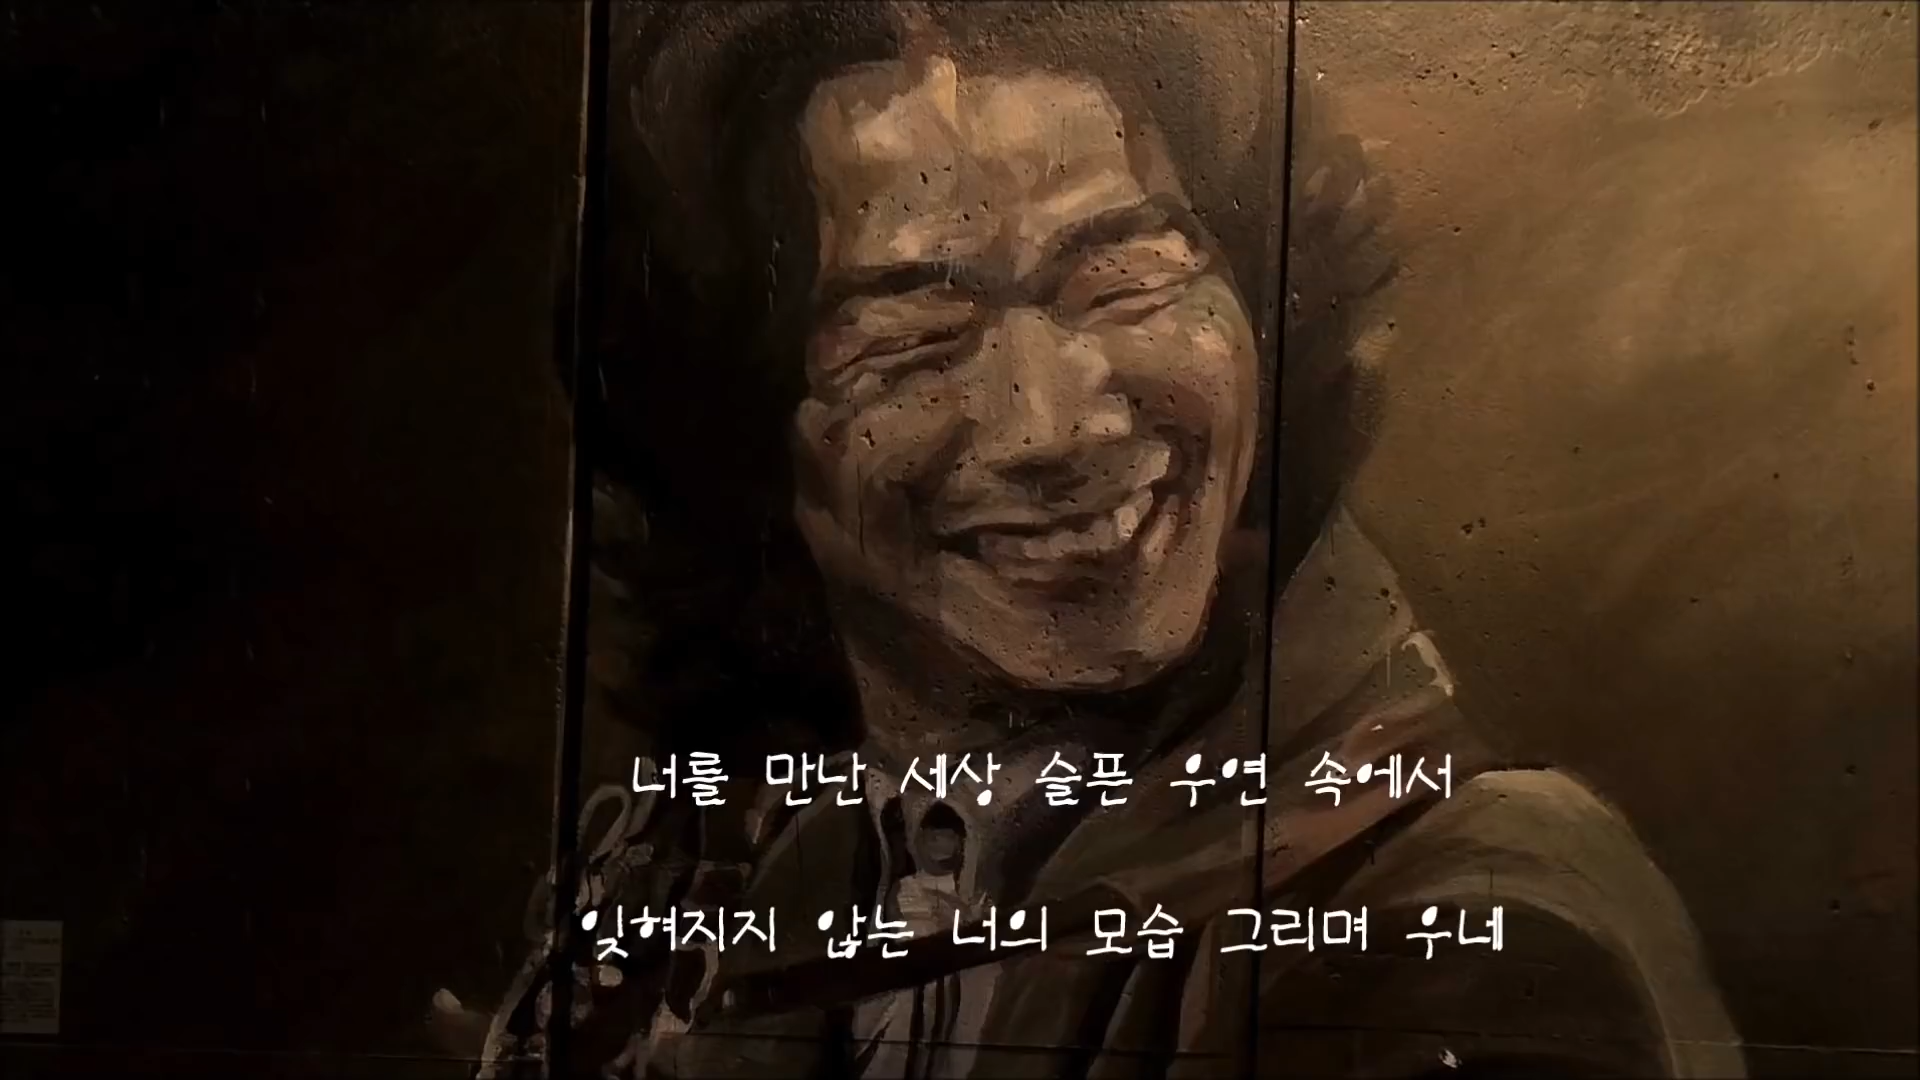 너를 만난 세상 슬픈 우연 속에서
잊혀지지 않는 너의 모습 그리며 우네